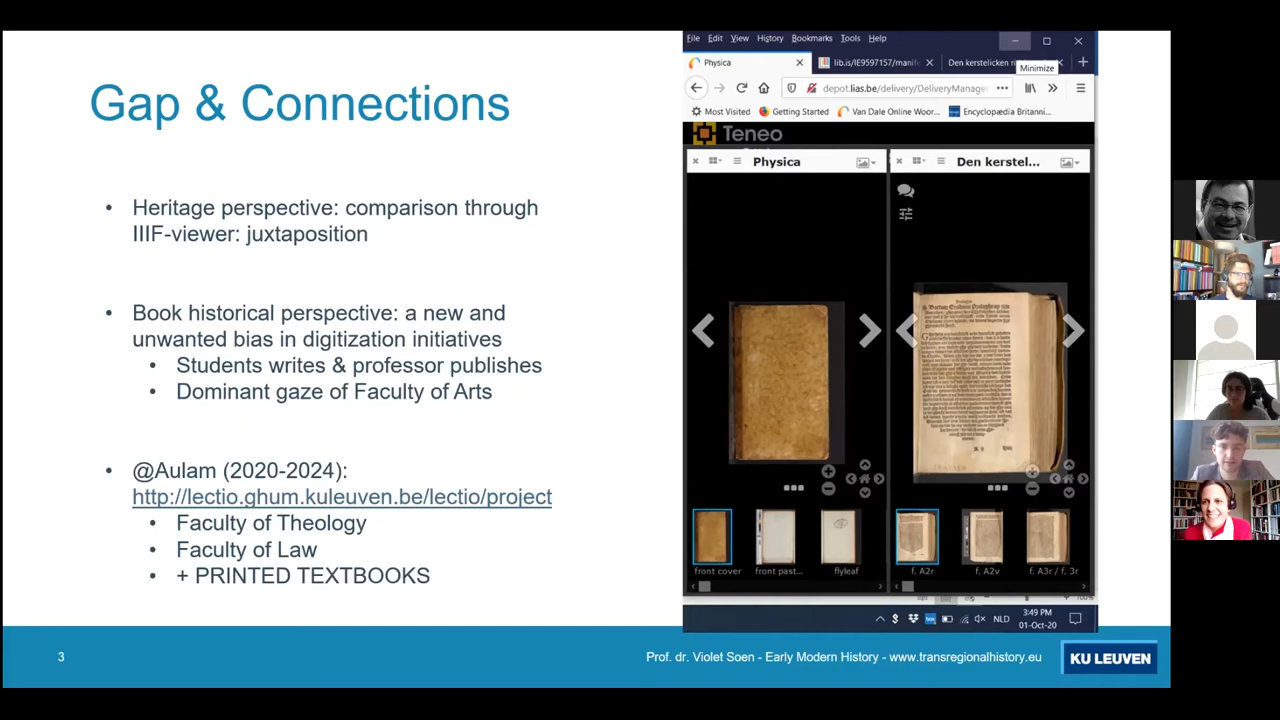 Gap & Connections
Heritage perspective: comparison through
IIIF-viewer: juxtaposition
Book historical perspective: a new and
unwanted bias in digitization initiatives
Students writes & professor publishes
Dominant gaze of Faculty of Arts
@Aulam (2020-2024):
http://lectio.ghum.kuleuven.be/lectio/project
Faculty of Theology
Faculty of Law
+ PRINTED TEXTBOOKS
File Edit View History Bookmarks Tools Help
Physica lib.is/IE9597157/manif Den kerstelicken
Minimize
depot.lias.be/delivery/DeliveryManager
Most Visited Getting Started Van Dale Online Woor... Encyclopædia Britanni...
Teneo
Physica Den kerstel...
front cover front past... flyleaf f. A2r f. A2v f. A3r / f. 3r
100%
NLD
3:49 PM
01-Oct-20
3
Prof. dr. Violet Soen - Early Modern History - www.transregionalhistory.eu
KU LEUVEN